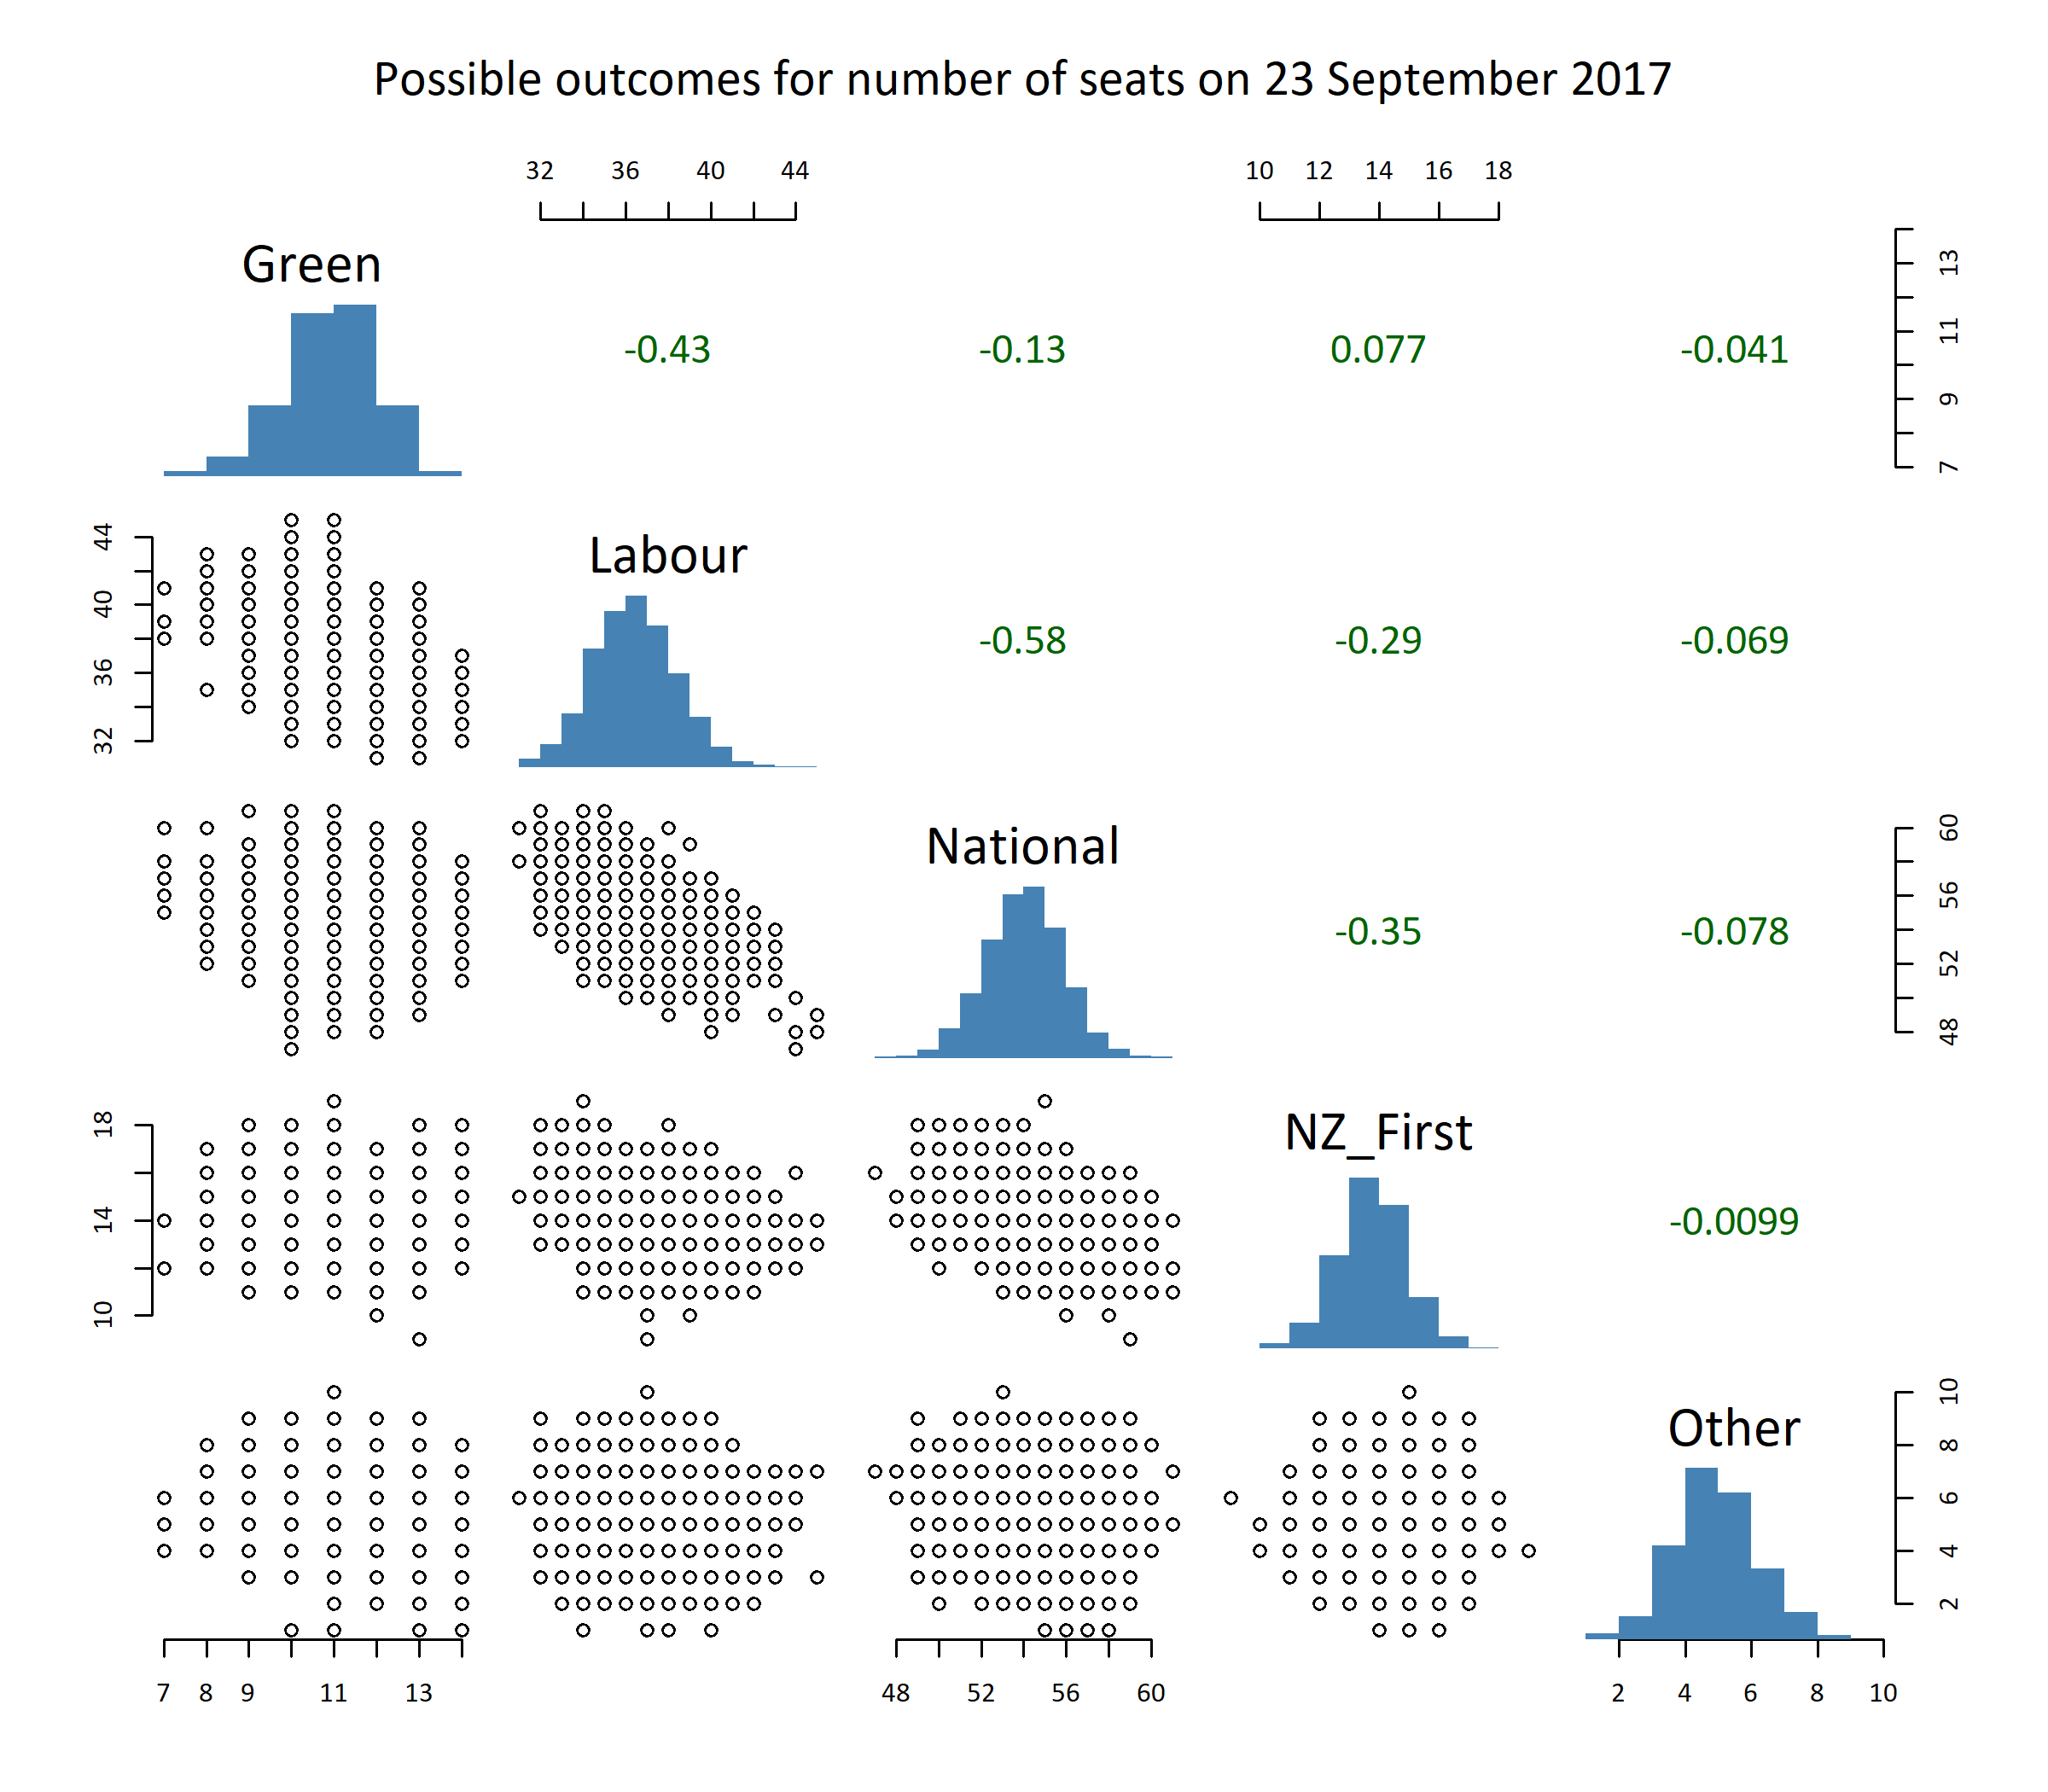 Possible outcomes for number of seats on 23 September 2017
32 36 40 44 10 12 14 16 18
Green
-0.43 -0.13 0.077 -0.041
13
11
9
7
Labour
44
40
36
32
-0.58 -0.29 -0.069
National
-0.35 -0.078
60
56
52
48
NZ_First
18
14
10
-0.0099
Other
10
8
6
4
2
7 8 9 11 13 48 52 56 60 2 4 6 8 10